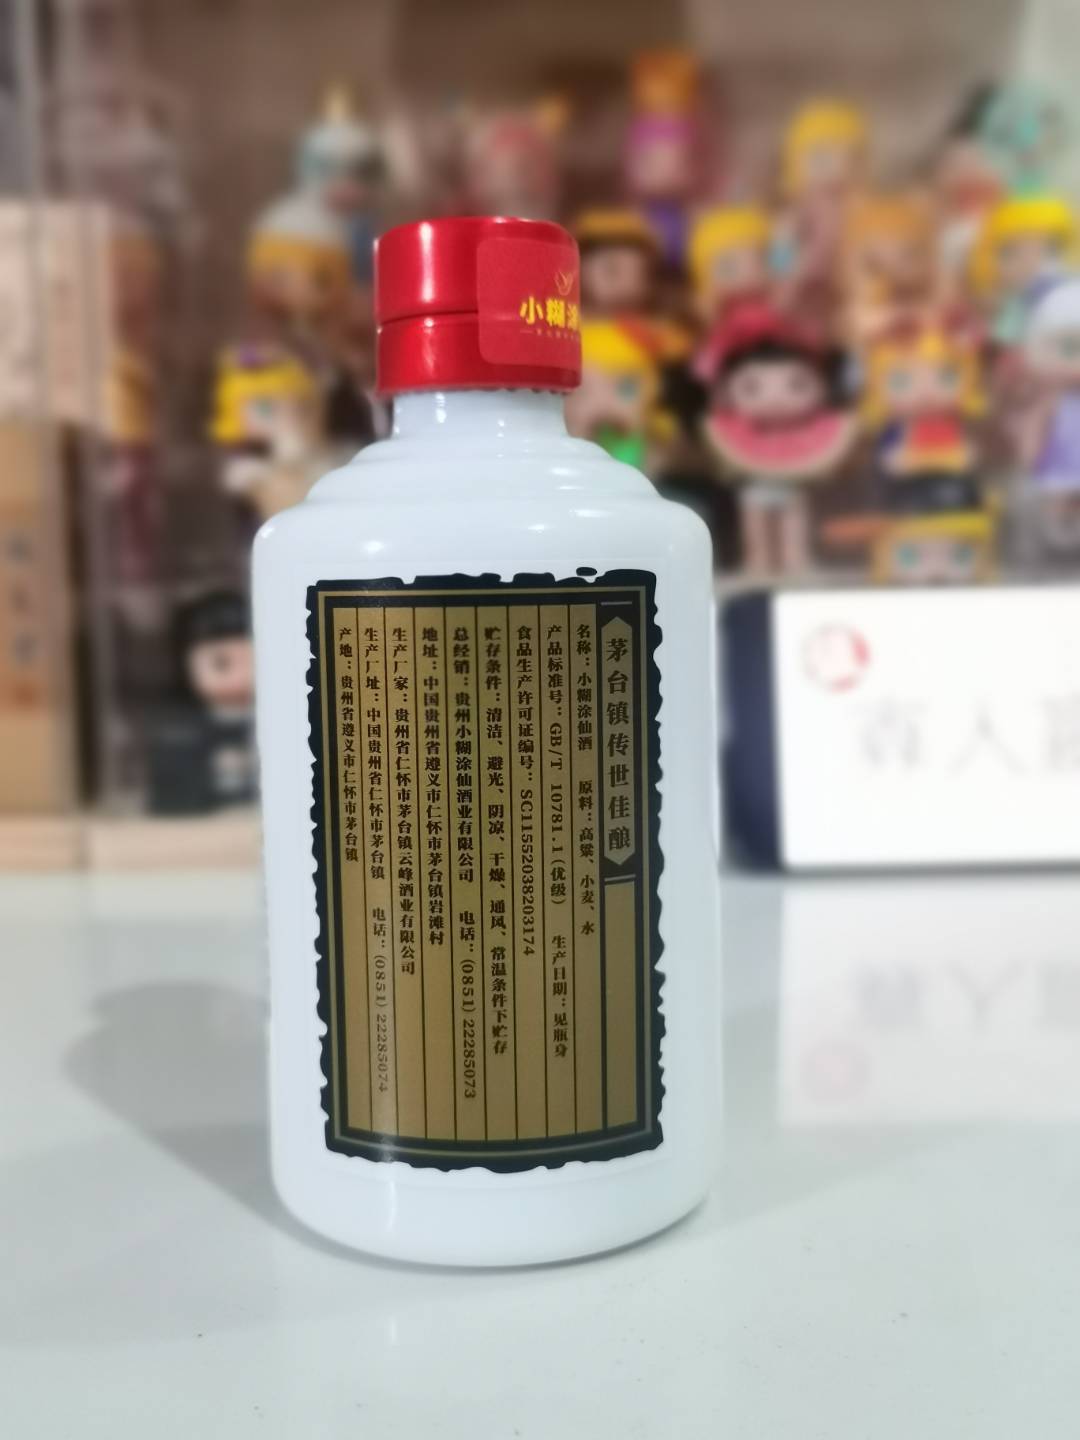 小糊涂
茅台镇传世佳酿
名称：小糊涂仙酒 原料：高粱、小麦、水
产品标准号：GB/T 10781.1(优级) 生产日期：见瓶身
食品生产许可证编号：SC11552038203174
贮存条件：清洁、避光、阴凉、干燥、通风、常温条件下贮存
总经销：贵州小糊涂仙酒业有限公司 电话：(0851) 22285073
地址：中国贵州省遵义市仁怀市茅台镇岩滩村
生产厂家：贵州省仁怀市茅台镇云峰酒业有限公司
生产厂址：中国贵州省仁怀市茅台镇 电话：(0851) 22285074
产地：贵州省遵义市仁怀市茅台镇